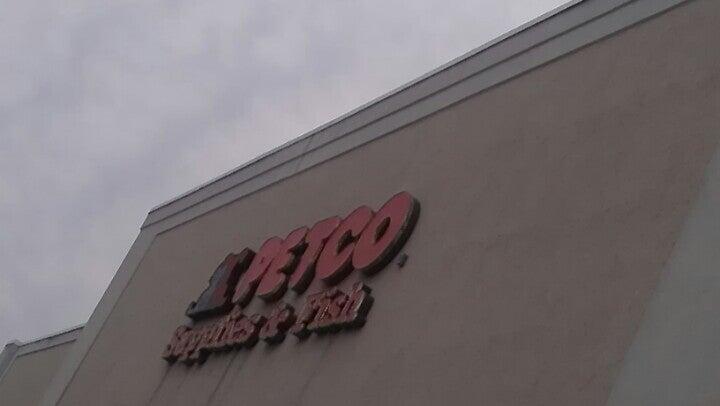 PETCO
Supplies & Fish